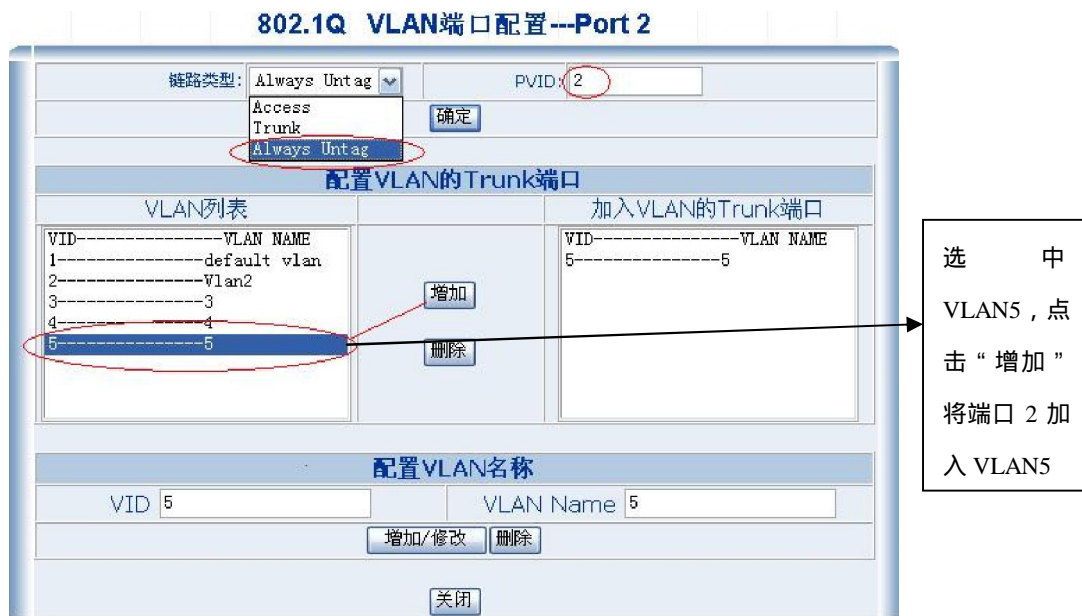 802.1Q VLAN端口配置---Port 2
链路类型: Always Untag PVID: 2
Access
Trunk
Always Untag
确定
配置VLAN的Trunk端口
VLAN列表 加入VLAN的Trunk端口
VID---------------VLAN NAME
1---------------default vlan
2---------------Vlan2
3---------------3
4---------------4
5---------------5
增加
删除
VID---------------VLAN NAME
5---------------5
配置VLAN名称
VID 5 VLAN Name 5
增加/修改 删除
关闭
选中
VLAN5，点
击“增加”
将端口 2 加
入 VLAN5